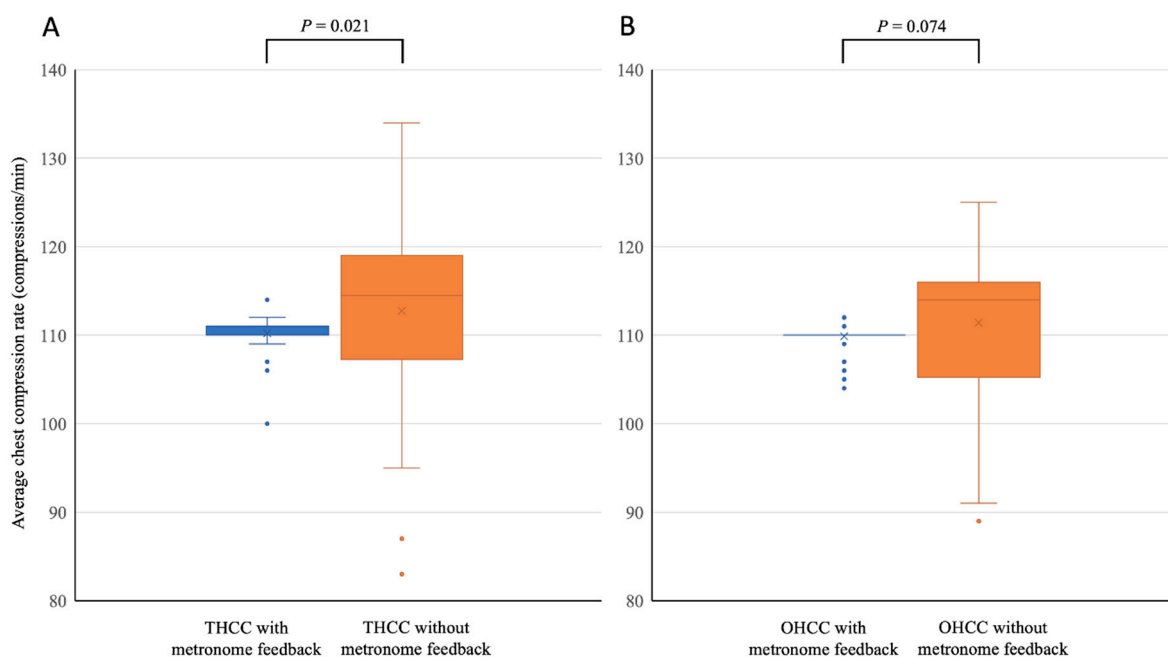 A
P = 0.021
140
130
120
110
100
90
80
Average chest compression rate (compressions/min)
THCC with
metronome feedback
THCC without
metronome feedback
B
P = 0.074
140
130
120
110
100
90
80
OHCC with
metronome feedback
OHCC without
metronome feedback